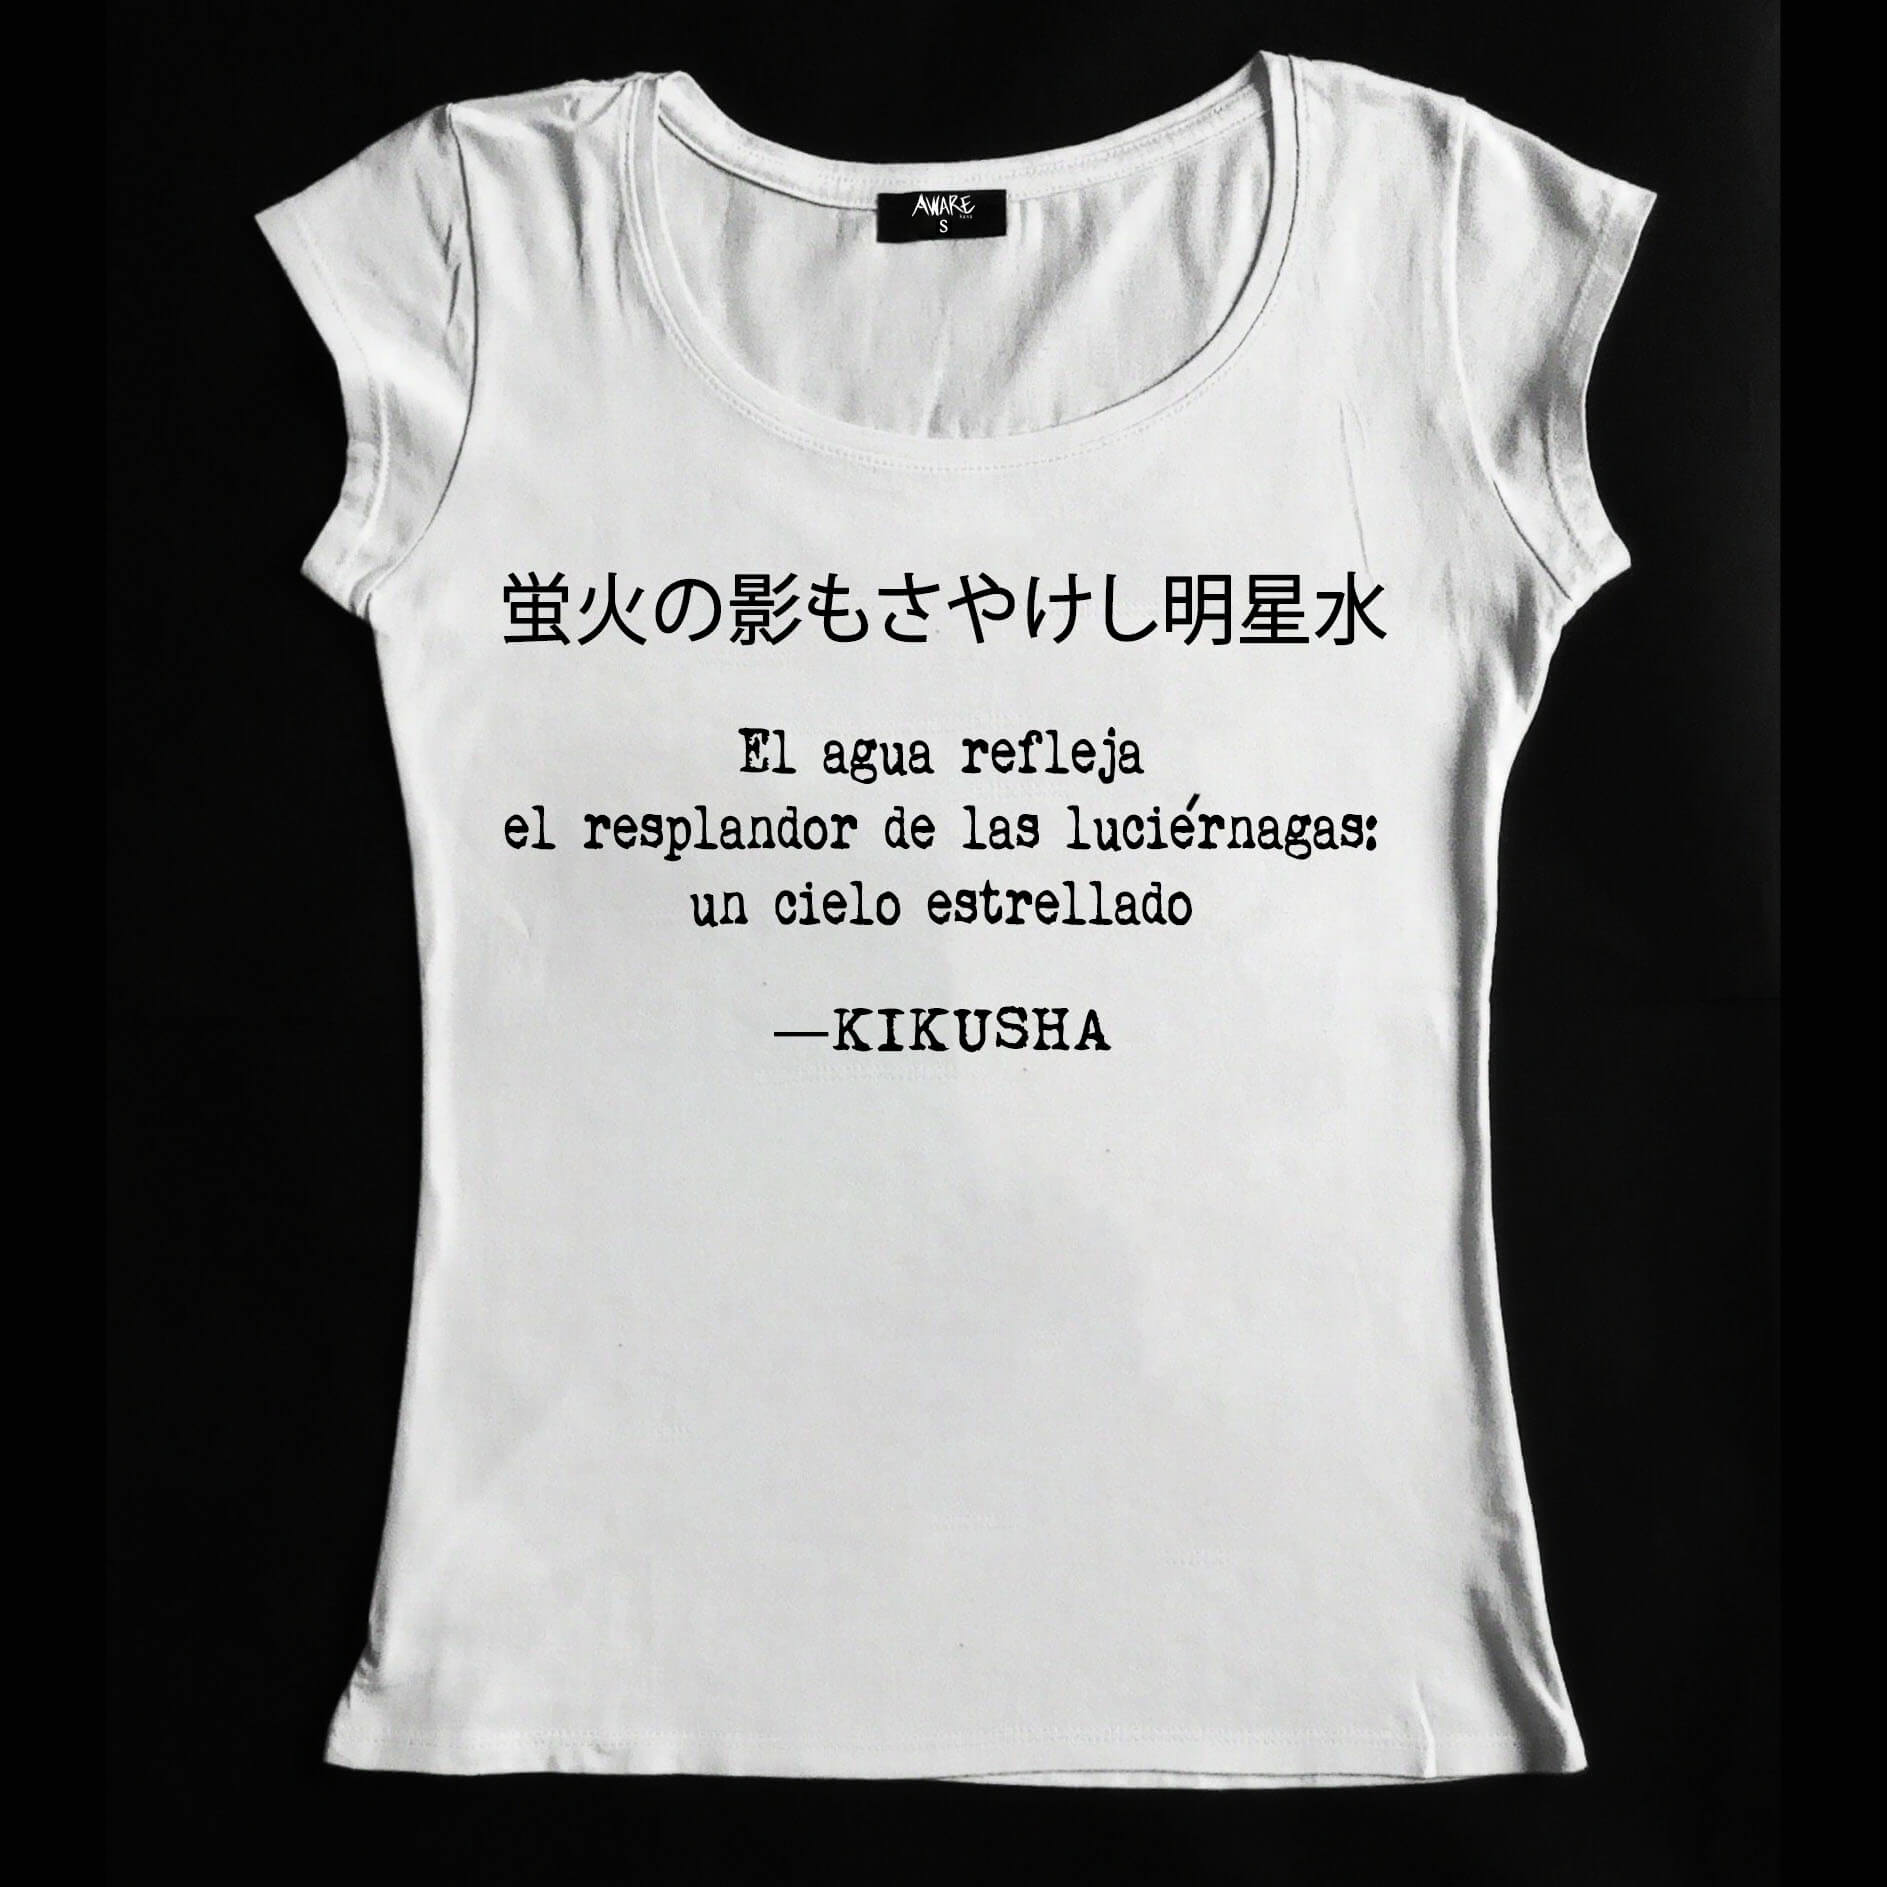 AWARE
S
蛍火の影もさやけし明星水
El agua refleja
el resplandor de las luciérnagas:
un cielo estrellado
—KIKUSHA